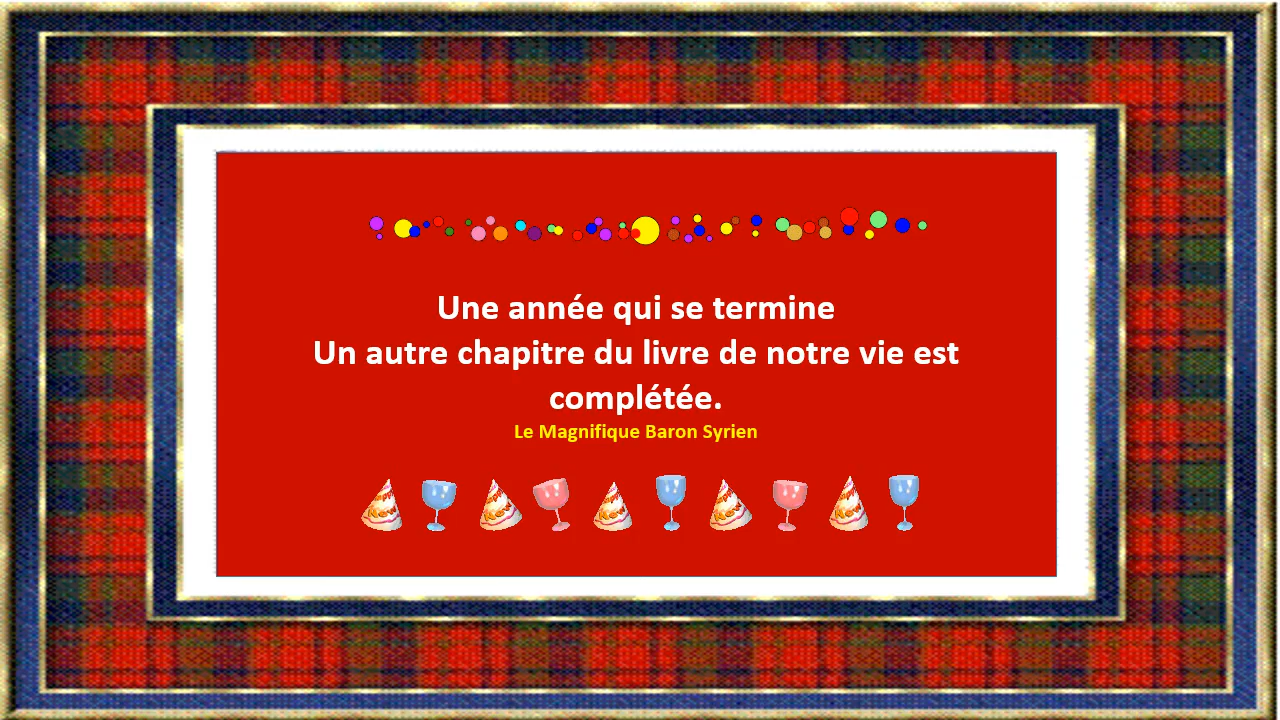 Une année qui se termine
Un autre chapitre du livre de notre vie est
complétée.
Le Magnifique Baron Syrien